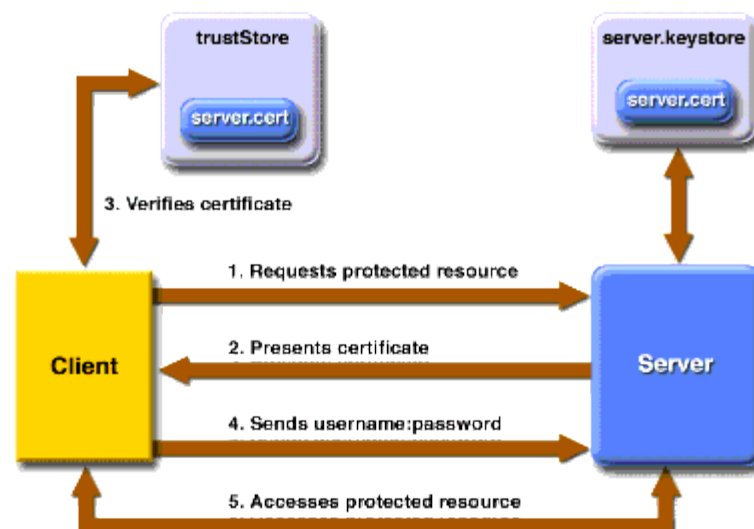 trustStore
server.cert
server.keystore
server.cert
3. Verifies certificate
1. Requests protected resource
2. Presents certificate
Client
Server
4. Sends username:password
5. Accesses protected resource